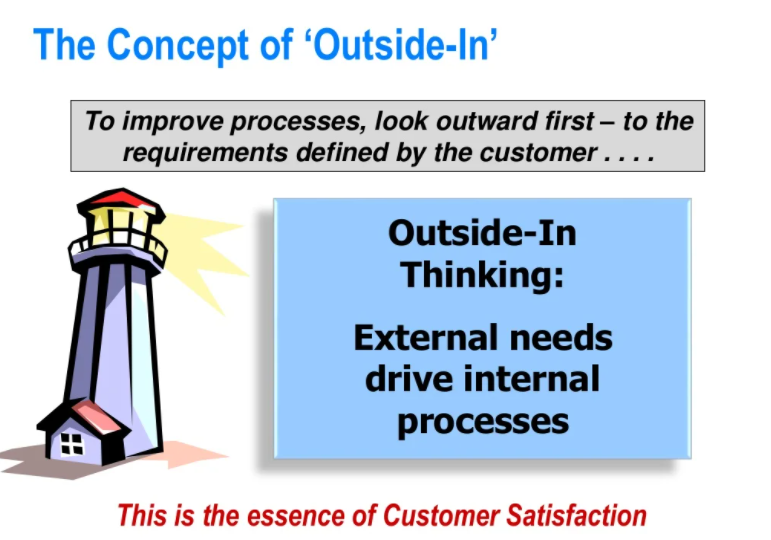 The Concept of ‘Outside-In’
To improve processes, look outward first – to the
requirements defined by the customer . . . .
Outside-In
Thinking:
External needs
drive internal
processes
This is the essence of Customer Satisfaction